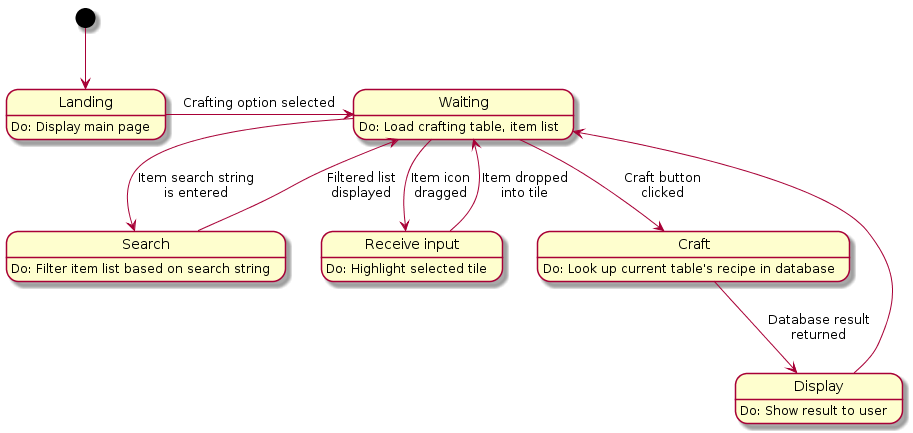 Landing
Do: Display main page
Crafting option selected
Waiting
Do: Load crafting table, item list
Item search string
is entered
Filtered list
displayed
Item icon
dragged
Item dropped
into tile
Craft button
clicked
Search
Do: Filter item list based on search string
Receive input
Do: Highlight selected tile
Craft
Do: Look up current table's recipe in database
Database result
returned
Display
Do: Show result to user